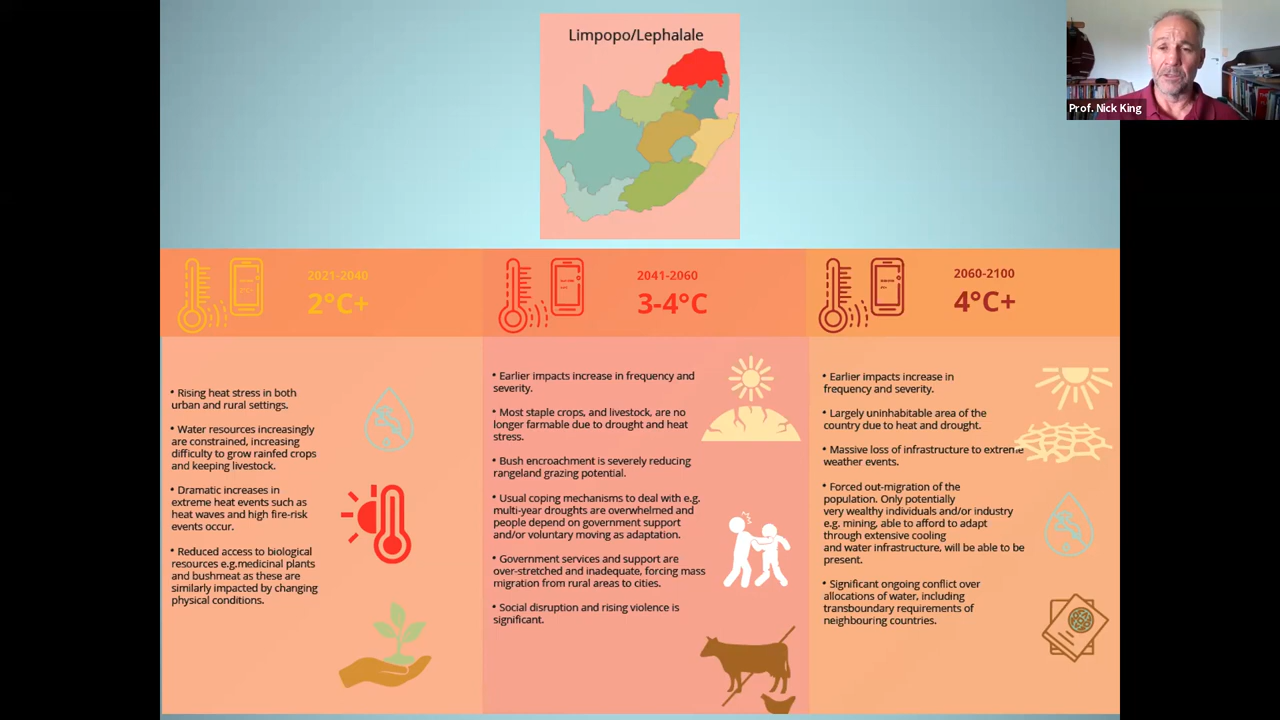 Limpopo/Lephalale
Prof. Nick King
2021-2040
2°C+
2041-2060
3-4°C
2060-2100
4°C+
• Rising heat stress in both
urban and rural settings.
• Water resources increasingly
are constrained, increasing
difficulty to grow rainfed crops
and keeping livestock.
• Dramatic increases in
extreme heat events such as
heat waves and high fire-risk
events occur.
• Reduced access to biological
resources e.g.medicinal plants
and bushmeat as these are
similarly impacted by changing
physical conditions.
• Earlier impacts increase in frequency and
severity.
• Most staple crops, and livestock, are no
longer farmable due to drought and heat
stress.
• Bush encroachment is severely reducing
rangeland grazing potential.
• Usual coping mechanisms to deal with e.g.
multi-year droughts are overwhelmed and
people depend on government support
and/or voluntary moving as adaptation.
• Government services and support are
over-stretched and inadequate, forcing mass
migration from rural areas to cities.
• Social disruption and rising violence is
significant.
• Earlier impacts increase in
frequency and severity.
• Largely uninhabitable area of the
country due to heat and drought.
• Massive loss of infrastructure to extreme
weather events.
• Forced out-migration of the
population. Only potentially
very wealthy individuals and/or industry
e.g. mining, able to afford to adapt
through extensive cooling
and water infrastructure, will be able to be
present.
• Significant ongoing conflict over
allocations of water, including
transboundary requirements of
neighbouring countries.